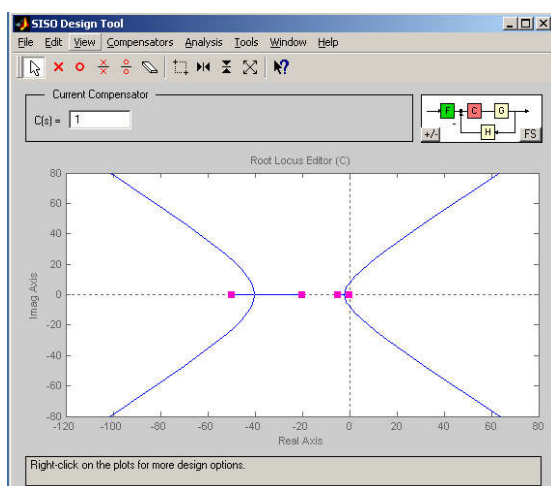 SISO Design Tool
File Edit View Compensators Analysis Tools Window Help
Current Compensator
C(s) = 1
F C G
H
+/- FS
Root Locus Editor (C)
80
60
40
20
0
-20
-40
-60
-80
Imag Axis
-120 -100 -80 -60 -40 -20 0 20 40 60 80
Real Axis
Right-click on the plots for more design options.